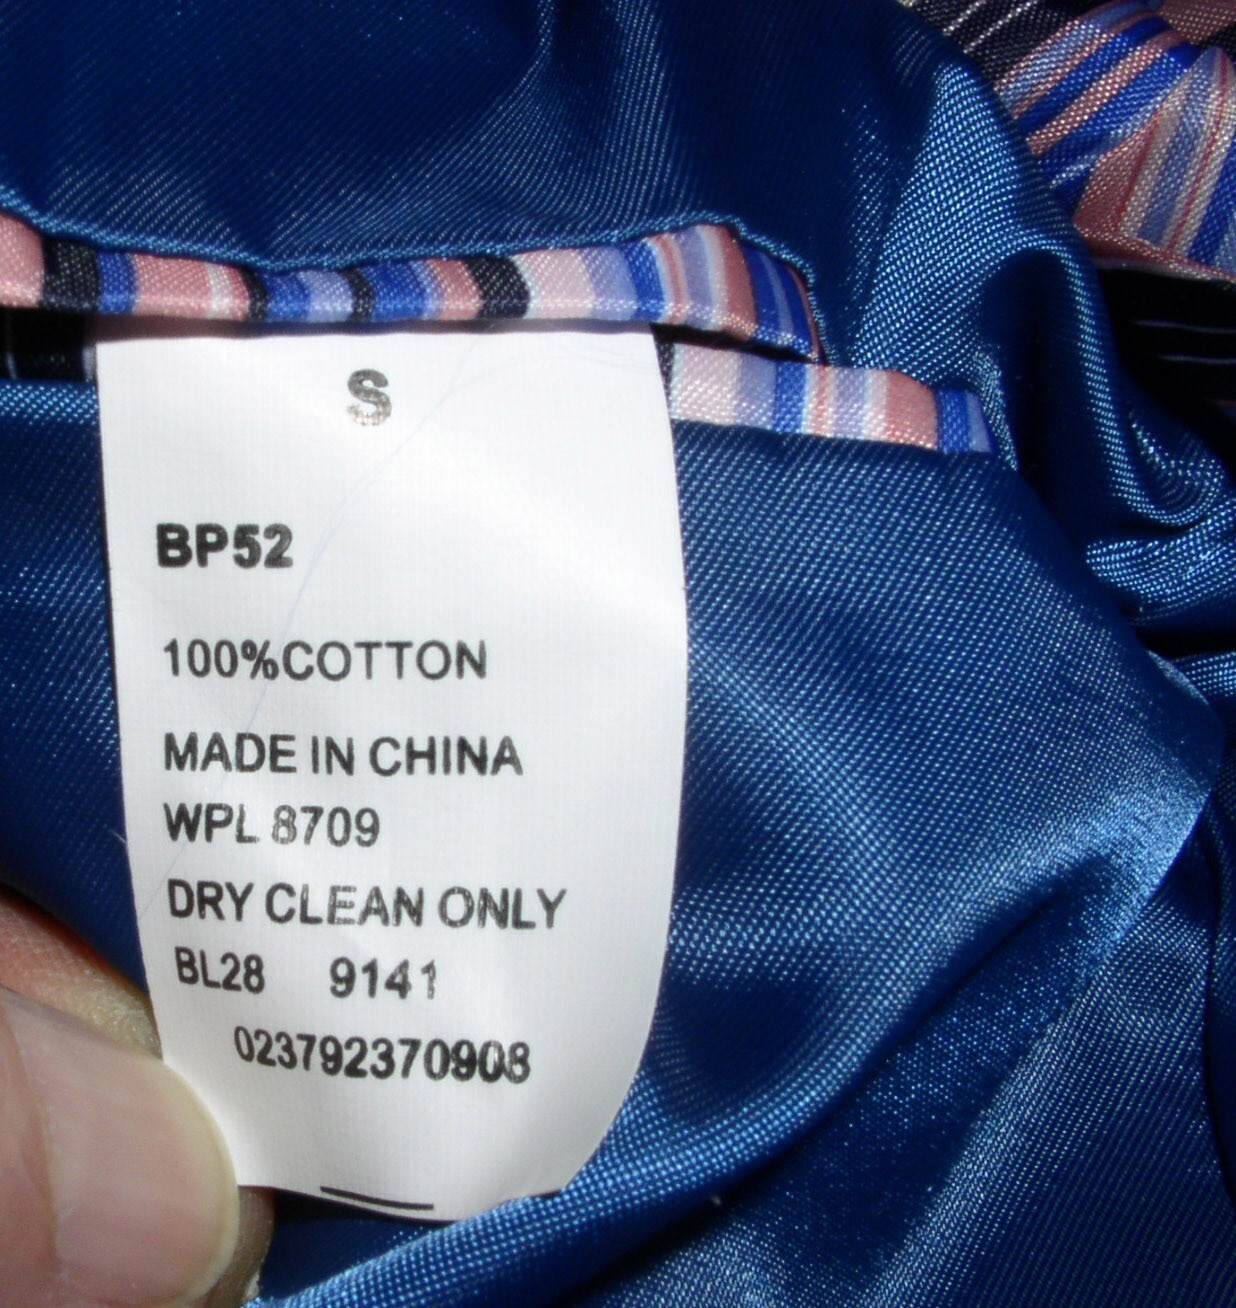 S
BP52
100%COTTON
MADE IN CHINA
WPL 8709
DRY CLEAN ONLY
BL28 9141
023792370908